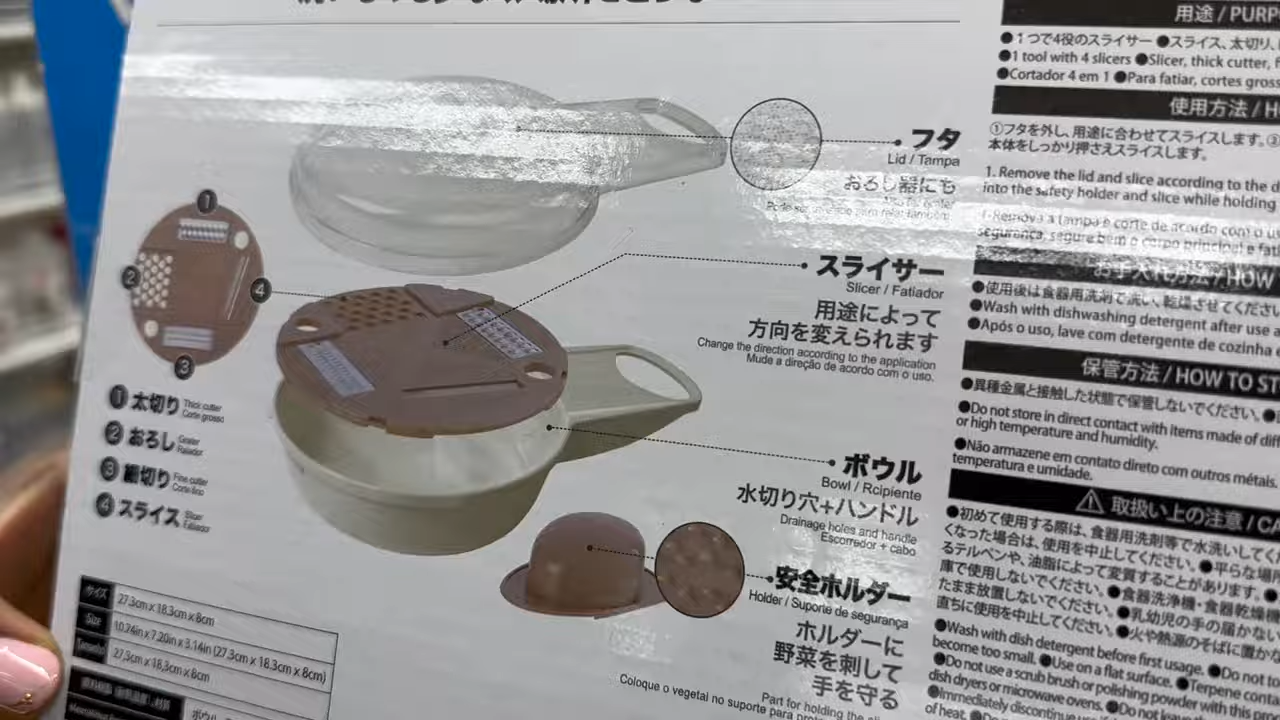 フタ
Lid / Tampa
おろし器にも
スライサー
Slicer / Fatiador
用途によって
方向を変えられます
Change the direction according to the application
Mude a direção de acordo com o uso.
ボウル
Bowl / Rcipiente
水切り穴+ハンドル
Drainage holes and handle
Escorredor + cabo
安全ホルダー
Holder / Suporte de segurança
ホルダーに
野菜を刺して
手を守る
Part for holding the
Coloque o vegetal no suporte para
1
2
4
3
1 太切り Thick cutter
Corte grosso
2 おろし Grater
Ralador
3 細切り Fine cutter
Corte fino
4 スライス Slicer
Fatiador
サイズ 27.3cm x 18.3cm x 8cm
Size 10.74in x 7.20in x 3.14in (27.3cm x 18.3cm x 8cm)
27,3cm x 18,3cm x 8cm
用途 / PURP
●1つで4役のスライサー ●スライス、太切り、
●1 tool with 4 slicers ●Slicer, thick cutter,
●Cortador 4 em 1 ●Para fatiar, cortes gross
使用方法 / H
①フタを外し、用途に合わせてスライスします。
本体をしっかり押さえスライスします。
1. Remove the lid and slice according to the
into the safety holder and slice while holding
1. Remova a tampa e corte de acordo com o
segurança, segure bem o corpo principal e
お手入れ方法 / HOW
●使用後は食器用洗剤で洗い、乾燥させてくださ
●Wash with dishwashing detergent after use
●Após o uso, lave com detergente de cozinha
保管方法 / HOW TO ST
●異種金属と接触した状態で保管しないでください。
●Do not store in direct contact with items made of
or high temperature and humidity.
●Não armazene em contato direto com outros metais
temperatura e umidade.
取扱い上の注意 / CA
●初めて使用する際は、食器用洗剤等で水洗いして
くなった場合は、使用を中止してください。●平らな場
るテルペンや、油脂によって変質することがあります。
庫で使用しないでください。●食器洗浄機・食器乾燥
たまま放置しないでください。●乳幼児の手の届かな
直ちに使用を中止してください。●火や熱源のそばに置か
●Wash with dish detergent before first usage. ●Do not
become too small. ●Use on a flat surface. ●Terpene
●Do not use a scrub brush or polishing powder with this
dish dryers or microwave ovens. ●Do not
●Immediately discontinue
of heat.